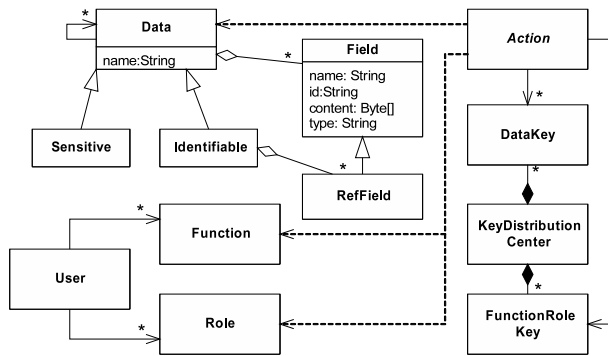 *
Data
name:String
*
Field
name: String
id:String
content: Byte[]
type: String
Action
*
DataKey
Sensitive
Identifiable
*
RefField
*
*
Function
KeyDistribution
Center
User
*
Role
*
FunctionRole
Key
*